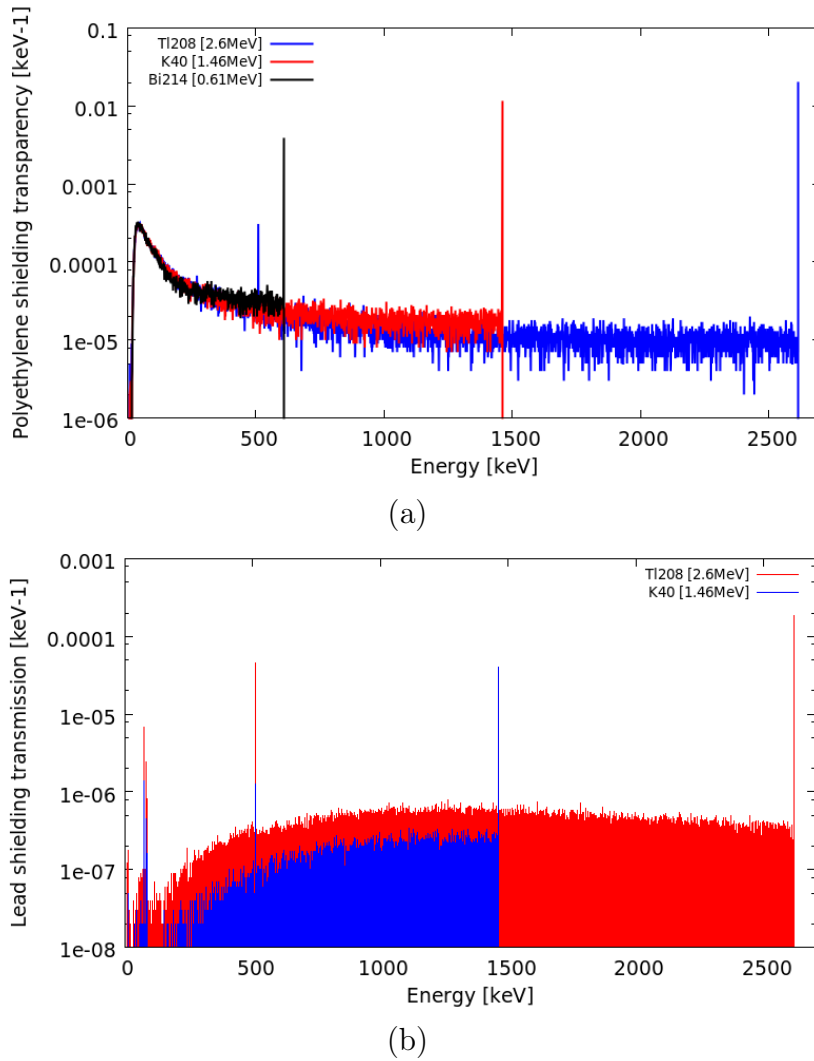 Polyethylene shielding transparency [keV-1]
0.1
0.01
0.001
0.0001
1e-05
1e-06
Tl208 [2.6MeV]
K40 [1.46MeV]
Bi214 [0.61MeV]
0 500 1000 1500 2000 2500
Energy [keV]
(a)
Lead shielding transmission [keV-1]
0.001
0.0001
1e-05
1e-06
1e-07
1e-08
Tl208 [2.6MeV]
K40 [1.46MeV]
0 500 1000 1500 2000 2500
Energy [keV]
(b)